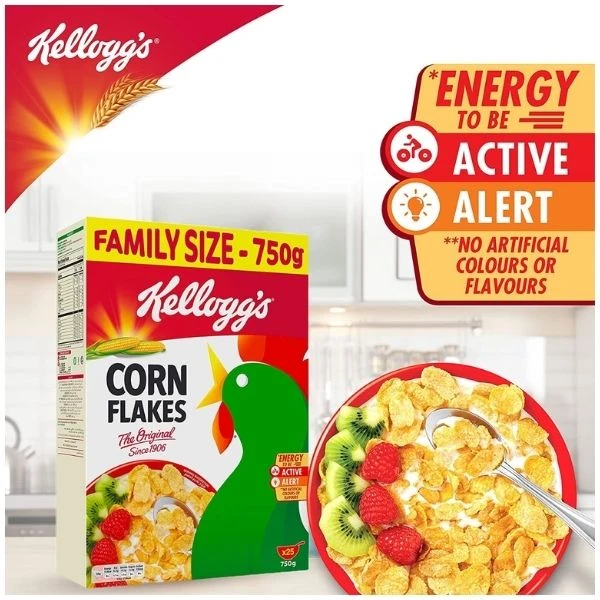 Kellogg's®
*ENERGY
TO BE
ACTIVE
ALERT
**NO ARTIFICIAL
COLOURS OR
FLAVOURS
FAMILY SIZE - 750g
Kellogg's
CORN
FLAKES
The Original
Since 1906
ENERGY
TO BE
ACTIVE
ALERT
x25
750g